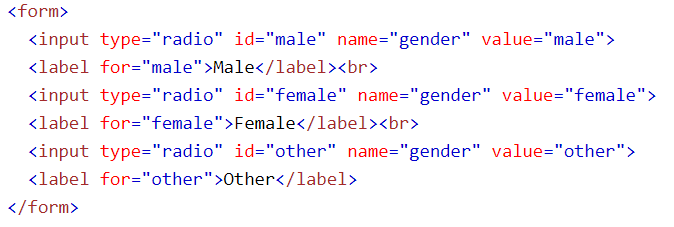 <form>
<input type="radio" id="male" name="gender" value="male">
<label for="male">Male</label><br>
<input type="radio" id="female" name="gender" value="female">
<label for="female">Female</label><br>
<input type="radio" id="other" name="gender" value="other">
<label for="other">Other</label>
</form>